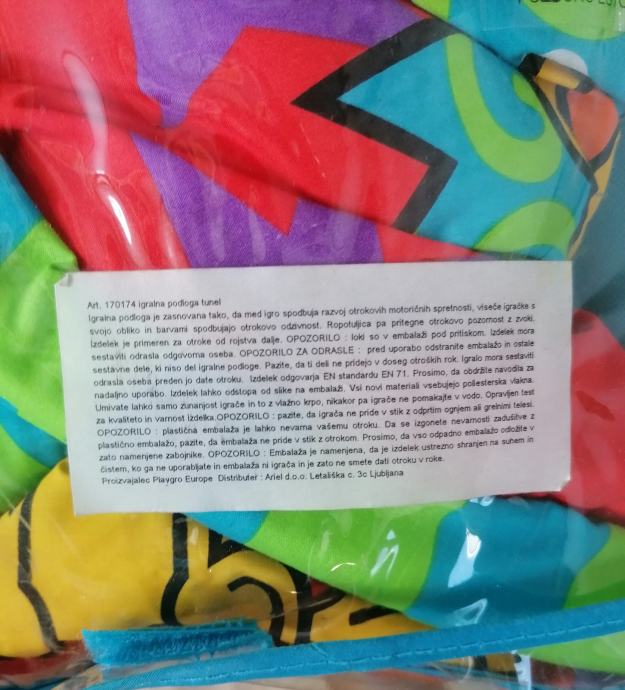 Art. 170174 igralna podloga tunel
Igralna podloga je zasnovana tako, da med igro spodbuja razvoj otrokovih motoričnih spretnosti, viseče igračke s
svojo obliko in barvami spodbujajo otrokovo odzivnost. Ropotuljica pa pritegne otrokovo pozornost z zvoki.
Izdelek je primeren za otroke od rojstva dalje. OPOZORILO : loki so v embalaži pod pritiskom. Izdelek mora
sestaviti odrasla odgovorna oseba. OPOZORILO ZA ODRASLE : pred uporabo odstranite embalažo in ostale
sestavne dele, ki niso del igralne podloge. Pazite, da ti deli ne pridejo v doseg otroških rok. Igralo mora sestaviti
odrasla oseba preden jo date otroku. Izdelek odgovarja EN standardu EN 71. Prosimo, da obdržite navodila za
nadaljno uporabo. Izdelek lahko odstopa od slike na embalaži. Vsi novi materiali vsebujejo poliesterska vlakna.
Umivate lahko samo zunanjost igrače in to z vlažno krpo, nikakor pa igrače ne pomakajte v vodo. Opravljen test
za kvaliteto in varnost izdelka.OPOZORILO : pazite, da igrača ne pride v stik z odprtim ognjem ali grelnimi telesi.
OPOZORILO : plastična embalaža je lahko nevarna vašemu otroku. Da se izgonete nevarnosti zadušitve z
plastično embalažo, pazite, da embalaža ne pride v stik z otrokom. Prosimo, da vso odpadno embalažo odložite v
zato namenjene zabojnike. OPOZORILO : Embalaža je namenjena, da je izdelek ustrezno shranjen na suhem in
čistem, ko ga ne uporabljate in embalaža ni igrača in je zato ne smete dati otroku v roke.
Proizvajalec Playgro Europe Distributer : Ariel d.o.o. Letališka c. 3c Ljubljana